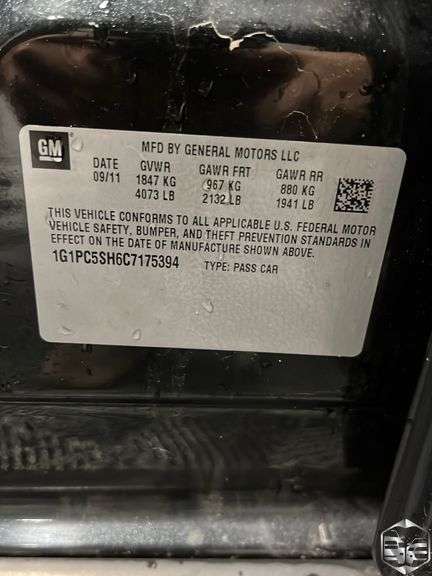 GM
MFD BY GENERAL MOTORS LLC
DATE GVWR GAWR FRT GAWR RR
09/11 1847 KG 967 KG 880 KG
4073 LB 2132 LB 1941 LB
THIS VEHICLE CONFORMS TO ALL APPLICABLE U.S. FEDERAL MOTOR
VEHICLE SAFETY, BUMPER, AND THEFT PREVENTION STANDARDS IN
EFFECT ON THE DATE OF MANUFACTURE SHOWN ABOVE.
1G1PC5SH6C7175394 TYPE: PASS CAR